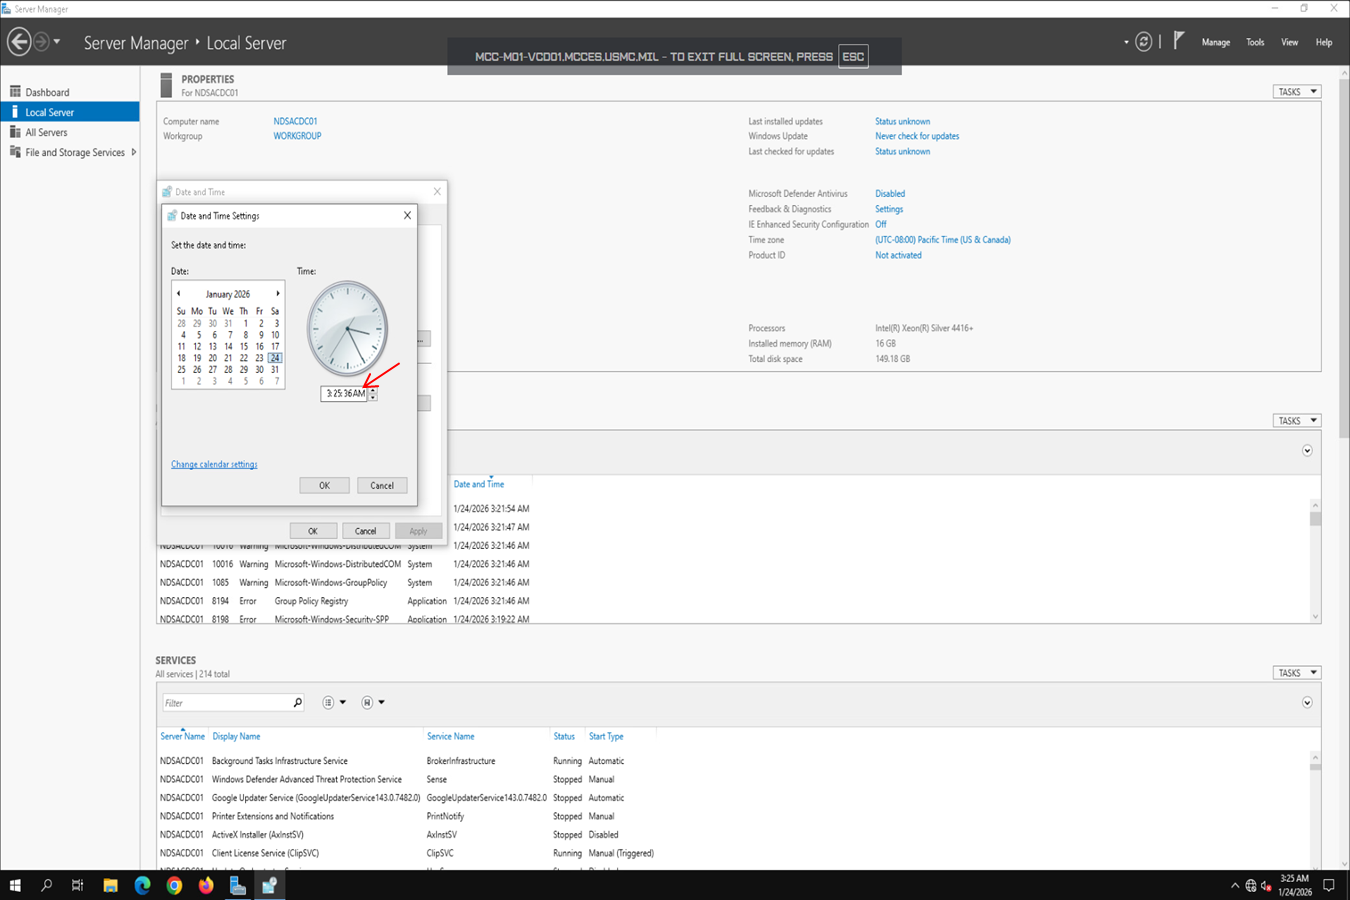 Server Manager
Server Manager • Local Server
MCC-M01-VCD01.MCCES.USMC.MIL - TO EXIT FULL SCREEN, PRESS ESC
Manage Tools View Help
Dashboard
Local Server
All Servers
File and Storage Services
PROPERTIES
For NDSACDC01
TASKS
Computer name NDSACDC01
Workgroup WORKGROUP
Last installed updates Status unknown
Windows Update Never check for updates
Last checked for updates Status unknown
Microsoft Defender Antivirus Disabled
Feedback & Diagnostics Settings
IE Enhanced Security Configuration Off
Time zone (UTC-08:00) Pacific Time (US & Canada)
Product ID Not activated
Processors Intel(R) Xeon(R) Silver 4416+
Installed memory (RAM) 16 GB
Total disk space 149.18 GB
Date and Time
Date and Time Settings
Set the date and time:
Date: Time:
January 2026
Su Mo Tu We Th Fr Sa
28 29 30 31 1 2 3
4 5 6 7 8 9 10
11 12 13 14 15 16 17
18 19 20 21 22 23 24
25 26 27 28 29 30 31
1 2 3 4 5 6 7
3:25:36 AM
Change calendar settings
OK Cancel
OK Cancel Apply
...
TASKS
Date and Time
1/24/2026 3:21:54 AM
1/24/2026 3:21:47 AM
NDSACDC01 10016 Warning Microsoft-Windows-DistributedCOM System 1/24/2026 3:21:46 AM
NDSACDC01 10016 Warning Microsoft-Windows-DistributedCOM System 1/24/2026 3:21:46 AM
NDSACDC01 1085 Warning Microsoft-Windows-GroupPolicy System 1/24/2026 3:21:46 AM
NDSACDC01 8194 Error Group Policy Registry Application 1/24/2026 3:21:46 AM
NDSACDC01 8198 Error Microsoft-Windows-Security-SPP Application 1/24/2026 3:19:22 AM
SERVICES
All services | 214 total
TASKS
Filter
Server Name Display Name Service Name Status Start Type
NDSACDC01 Background Tasks Infrastructure Service BrokerInfrastructure Running Automatic
NDSACDC01 Windows Defender Advanced Threat Protection Service Sense Stopped Manual
NDSACDC01 Google Updater Service (GoogleUpdaterService143.0.7482.0) GoogleUpdaterService143.0.7482.0 Stopped Automatic
NDSACDC01 Printer Extensions and Notifications PrintNotify Stopped Manual
NDSACDC01 ActiveX Installer (AxInstSV) AxInstSV Stopped Disabled
NDSACDC01 Client License Service (ClipSVC) ClipSVC Running Manual (Triggered)
3:25 AM
1/24/2026